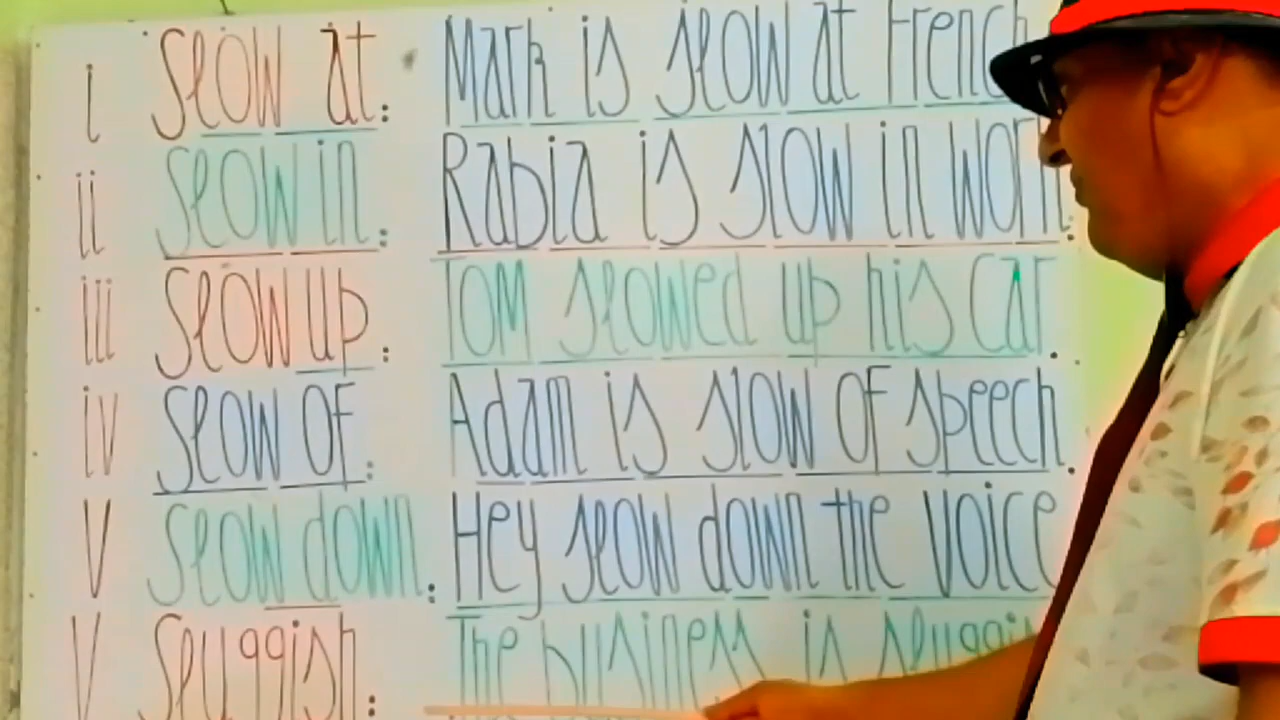 i Slow at: Mark is slow at French
ii Slow in: Rabia is slow in work.
iii Slow up: Tom slowed up his car.
iv Slow of: Adam is slow of speech.
v Slow down: Hey slow down the voice
v Sluggish: The business is